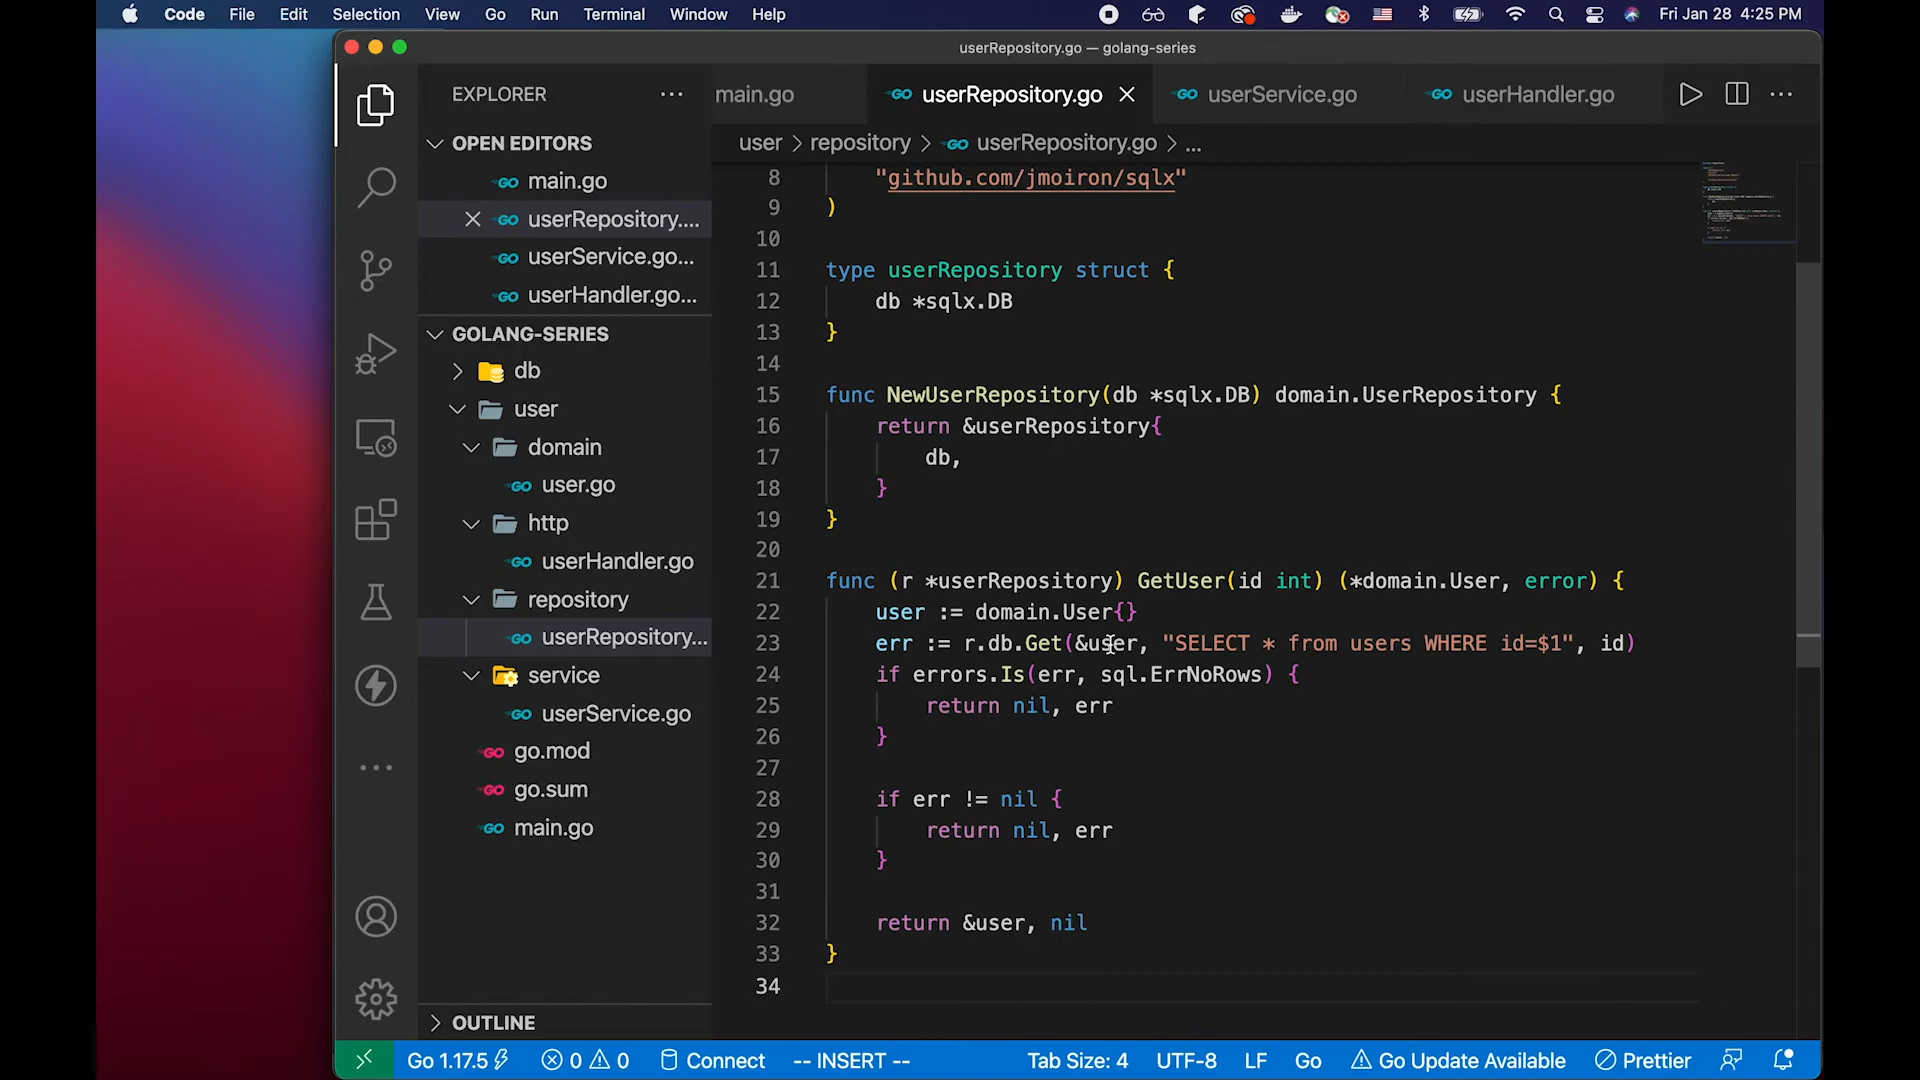 Code File Edit Selection View Go Run Terminal Window Help Fri Jan 28 4:25 PM
userRepository.go — golang-series
EXPLORER
main.go userRepository.go userService.go userHandler.go
OPEN EDITORS
main.go
userRepository....
userService.go...
userHandler.go...
GOLANG-SERIES
db
user
domain
user.go
http
userHandler.go
repository
userRepository...
service
userService.go
go.mod
go.sum
main.go
OUTLINE
user > repository > userRepository.go > ...
8 "github.com/jmoiron/sqlx"
9 )
10
11 type userRepository struct {
12 db *sqlx.DB
13 }
14
15 func NewUserRepository(db *sqlx.DB) domain.UserRepository {
16 return &userRepository{
17 db,
18 }
19 }
20
21 func (r *userRepository) GetUser(id int) (*domain.User, error) {
22 user := domain.User{}
23 err := r.db.Get(&user, "SELECT * from users WHERE id=$1", id)
24 if errors.Is(err, sql.ErrNoRows) {
25 return nil, err
26 }
27
28 if err != nil {
29 return nil, err
30 }
31
32 return &user, nil
33 }
34
Go 1.17.5 0 0 Connect -- INSERT -- Tab Size: 4 UTF-8 LF Go Go Update Available Prettier